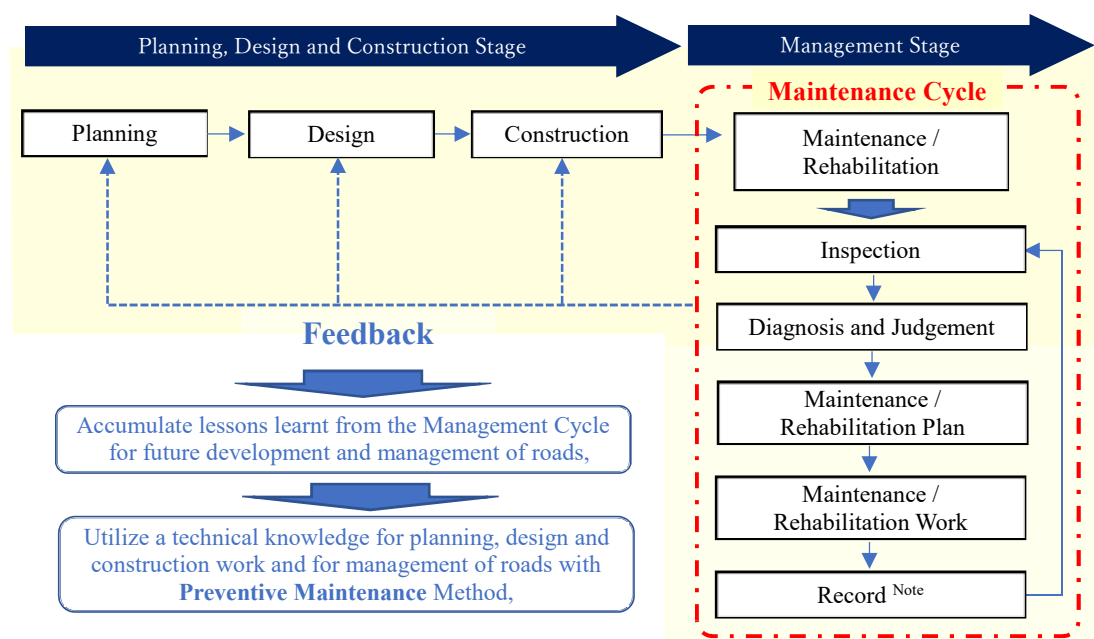 Planning, Design and Construction Stage
Management Stage
Maintenance Cycle
Planning
Design
Construction
Maintenance /
Rehabilitation
Inspection
Diagnosis and Judgement
Maintenance /
Rehabilitation Plan
Maintenance /
Rehabilitation Work
Record Note
Feedback
Accumulate lessons learnt from the Management Cycle
for future development and management of roads,
Utilize a technical knowledge for planning, design and
construction work and for management of roads with
Preventive Maintenance Method,